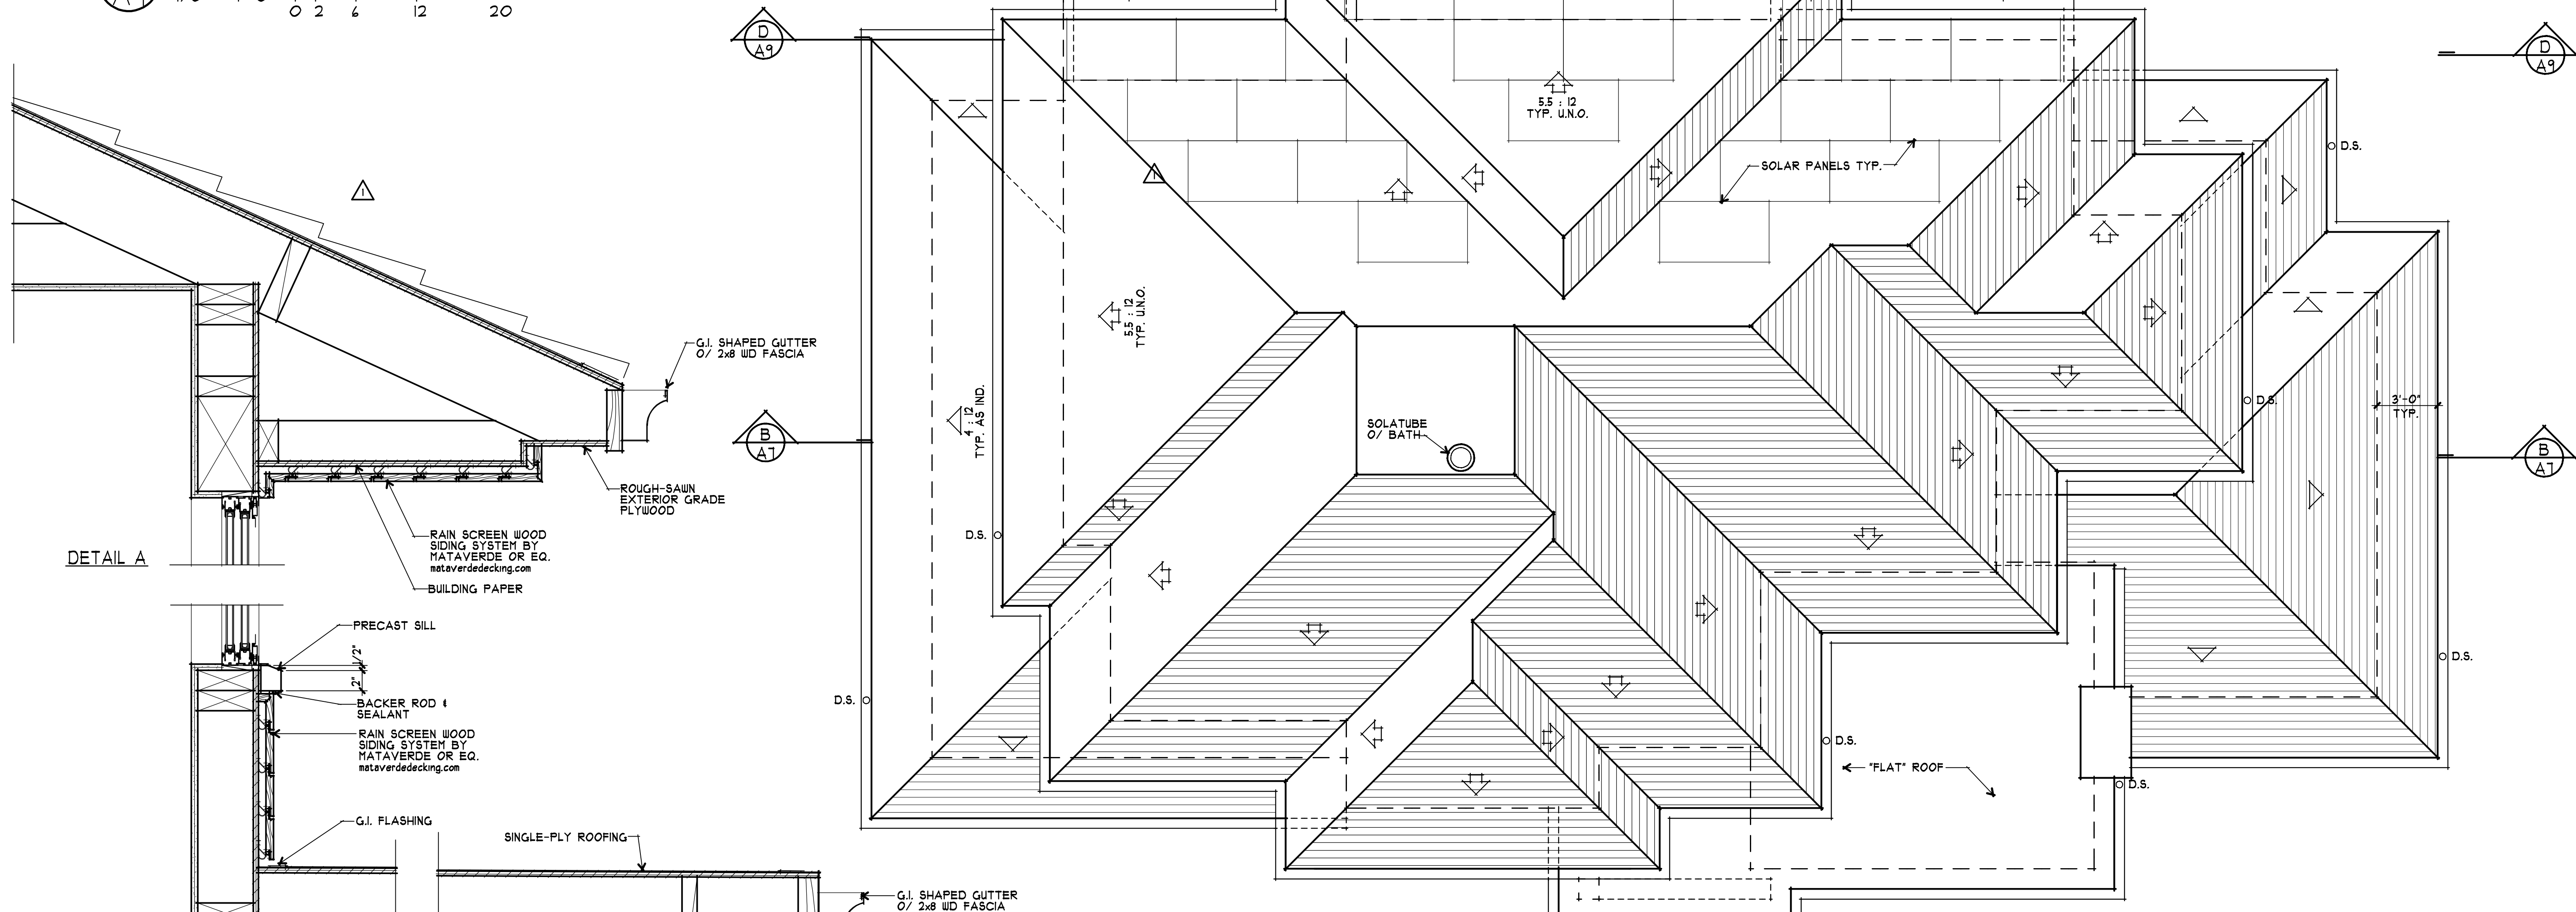 0 2 6 12 20
D
A9
D
A9
1
5.5 : 12
TYP. U.N.O.
D.S.
1
SOLAR PANELS TYP.
G.I. SHAPED GUTTER
O/ 2x8 WD FASCIA
5.5 : 12
TYP. U.N.O.
4 : 12
TYP. AS IND.
B
A7
SOLATUBE
O/ BATH
D.S.
3'-0"
TYP.
B
A7
ROUGH-SAWN
EXTERIOR GRADE
PLYWOOD
RAIN SCREEN WOOD
SIDING SYSTEM BY
MATAVERDE OR EQ.
mataverdedecking.com
D.S.
DETAIL A
BUILDING PAPER
PRECAST SILL
1/2"
2"
BACKER ROD &
SEALANT
D.S.
D.S.
RAIN SCREEN WOOD
SIDING SYSTEM BY
MATAVERDE OR EQ.
mataverdedecking.com
D.S.
"FLAT" ROOF
D.S.
G.I. FLASHING
SINGLE-PLY ROOFING
G.I. SHAPED GUTTER
O/ 2x8 WD FASCIA